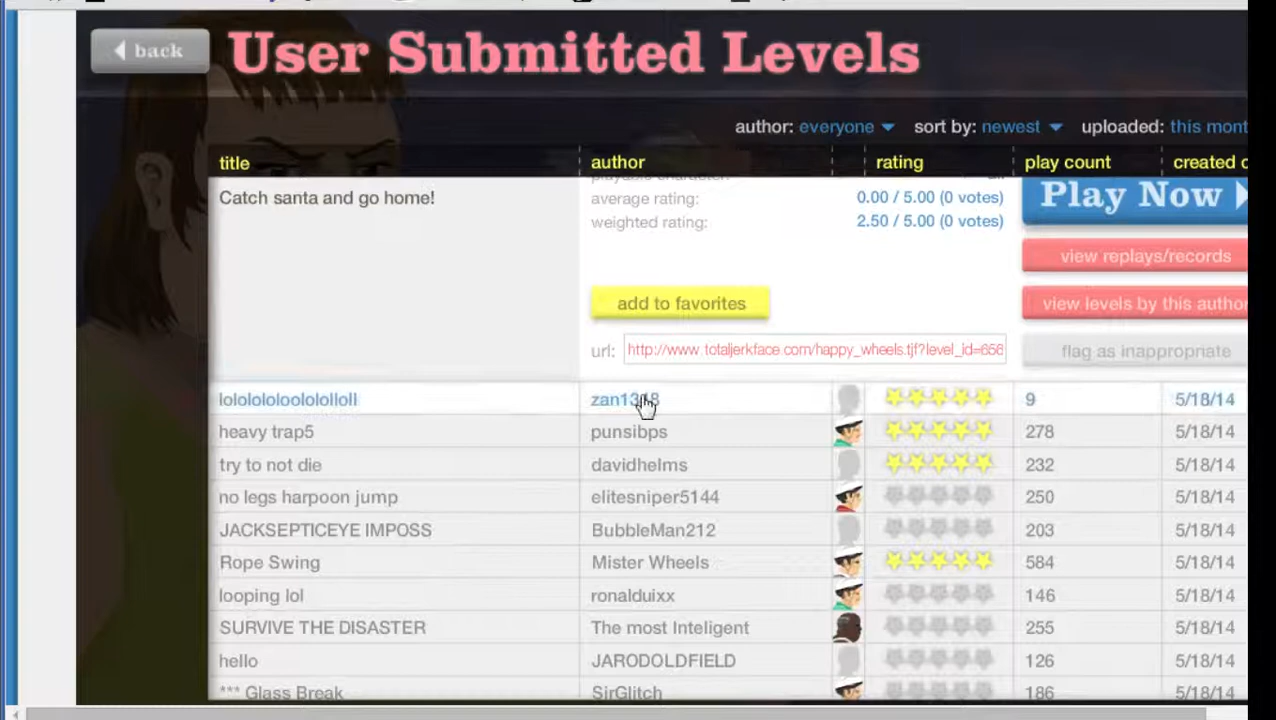 back
User Submitted Levels
author: everyone sort by: newest uploaded: this mont
title author rating play count created o
Catch santa and go home!
average rating: 0.00 / 5.00 (0 votes)
weighted rating: 2.50 / 5.00 (0 votes)
Play Now
view replays/records
add to favorites
view levels by this author
url: http://www.totaljerkface.com/happy_wheels.tjf?level_id=656
flag as inappropriate
9 5/18/14
heavy trap5 punsibps 278 5/18/14
try to not die davidhelms 232 5/18/14
no legs harpoon jump elitesniper5144 250 5/18/14
JACKSEPTICEYE IMPOSS BubbleMan212 203 5/18/14
Rope Swing Mister Wheels 584 5/18/14
looping lol ronalduixx 146 5/18/14
SURVIVE THE DISASTER The most Inteligent 255 5/18/14
hello JARODOLDFIELD 126 5/18/14
*** Glass Break SirGlitch 186 5/18/14